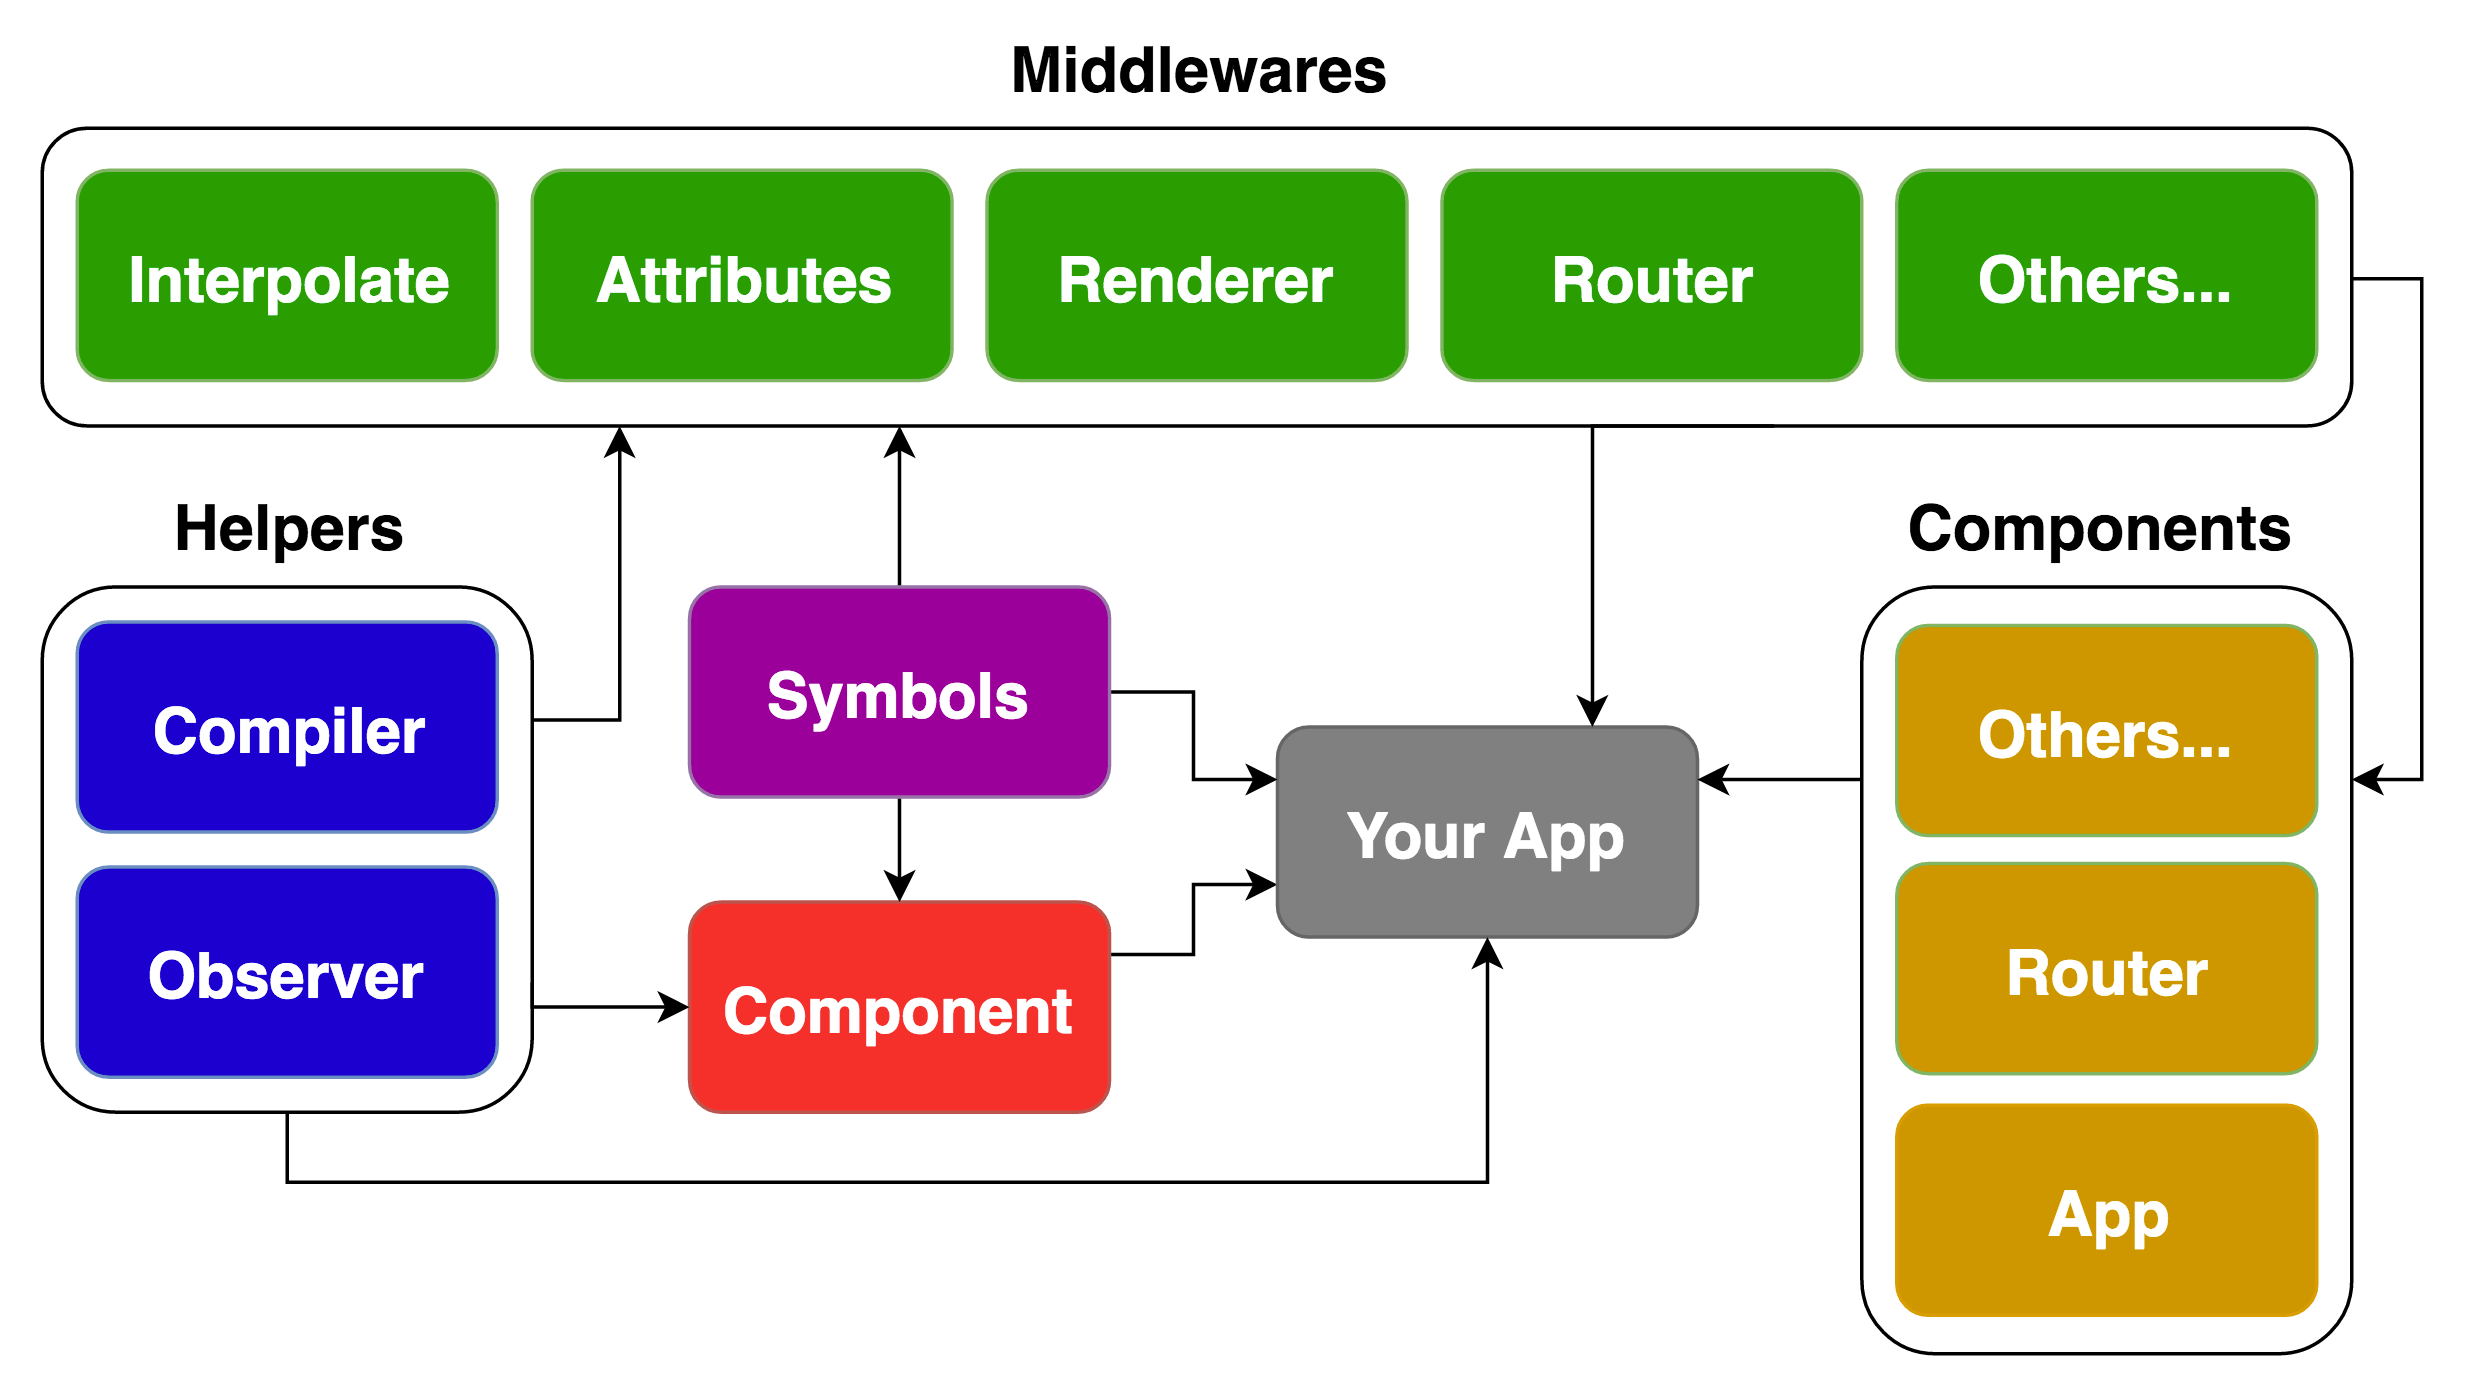 Middlewares
Interpolate
Attributes
Renderer
Router
Others...
Helpers
Compiler
Observer
Symbols
Component
Your App
Components
Others...
Router
App